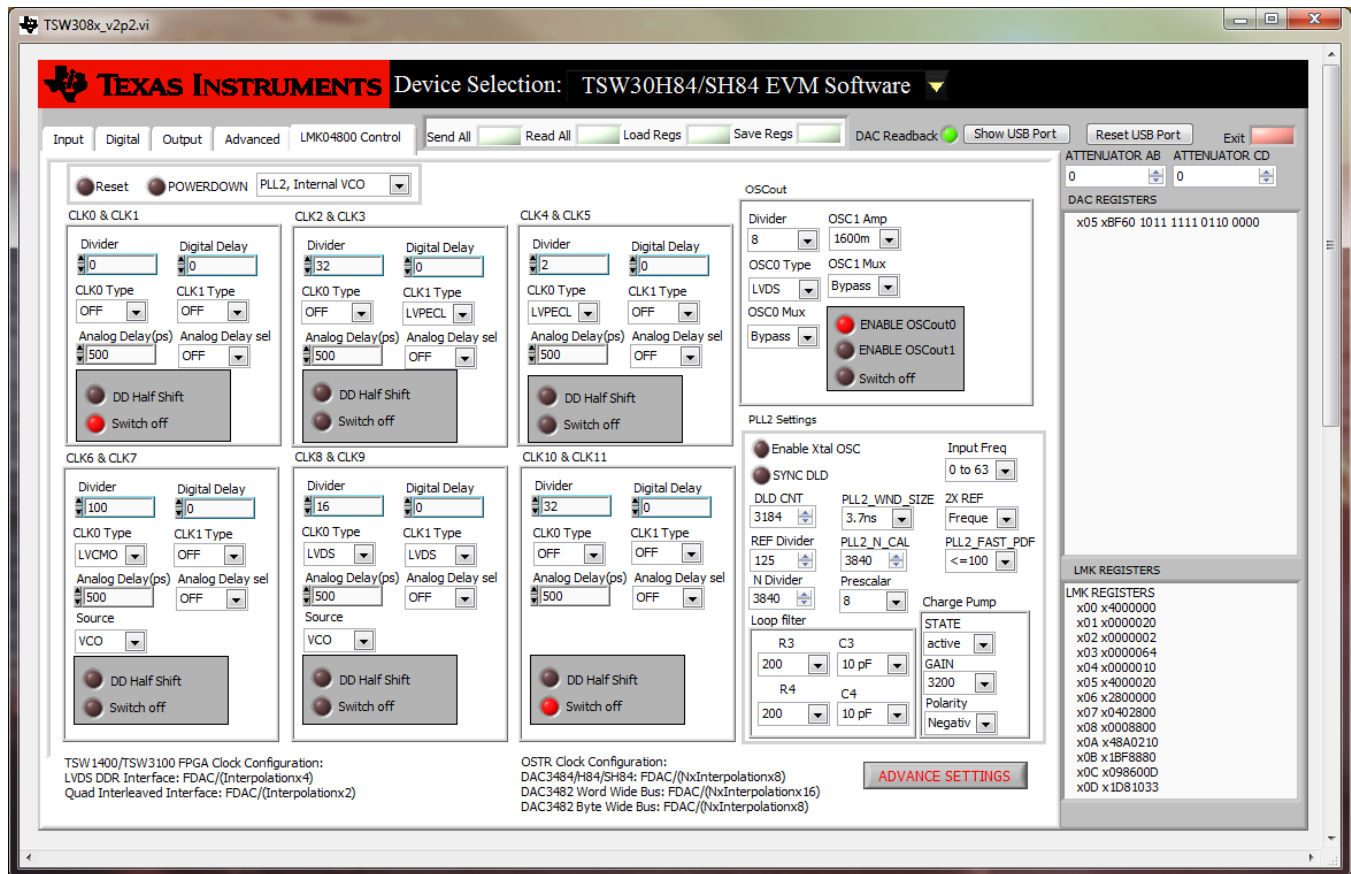 TSW308x_v2p2.vi
TEXAS INSTRUMENTS Device Selection: TSW30H84/SH84 EVM Software
Input Digital Output Advanced LMK04800 Control Send All Read All Load Regs Save Regs DAC Readback Show USB Port Reset USB Port Exit
ATTENUATOR AB ATTENUATOR CD
0 0
Reset POWERDOWN PLL2, Internal VCO
CLK0 & CLK1
Divider Digital Delay
0 0
CLK0 Type CLK1 Type
OFF OFF
Analog Delay(ps) Analog Delay sel
500 OFF
DD Half Shift
Switch off
CLK2 & CLK3
Divider Digital Delay
32 0
CLK0 Type CLK1 Type
OFF LVPECL
Analog Delay(ps) Analog Delay sel
500 OFF
DD Half Shift
Switch off
CLK4 & CLK5
Divider Digital Delay
2 0
CLK0 Type CLK1 Type
LVPECL OFF
Analog Delay(ps) Analog Delay sel
500 OFF
DD Half Shift
Switch off
OSCout
Divider OSC1 Amp
8 1600m
OSC0 Type OSC1 Mux
LVDS Bypass
OSC0 Mux
Bypass
ENABLE OSCout0
ENABLE OSCout1
Switch off
CLK6 & CLK7
Divider Digital Delay
100 0
CLK0 Type CLK1 Type
LVCMO OFF
Analog Delay(ps) Analog Delay sel
500 OFF
Source
VCO
DD Half Shift
Switch off
CLK8 & CLK9
Divider Digital Delay
16 0
CLK0 Type CLK1 Type
LVDS LVDS
Analog Delay(ps) Analog Delay sel
500 OFF
Source
VCO
DD Half Shift
Switch off
CLK10 & CLK11
Divider Digital Delay
32 0
CLK0 Type CLK1 Type
OFF OFF
Analog Delay(ps) Analog Delay sel
500 OFF
DD Half Shift
Switch off
PLL2 Settings
Enable Xtal OSC Input Freq
SYNC DLD 0 to 63
DLD CNT PLL2_WND_SIZE 2X REF
3184 3.7ns Freque
REF Divider PLL2_N_CAL PLL2_FAST_PDF
125 3840 <=100
N Divider Prescalar
3840 8
Loop filter
R3 C3
200 10 pF
R4 C4
200 10 pF
Charge Pump
STATE
active
GAIN
3200
Polarity
Negativ
TSW1400/TSW3100 FPGA Clock Configuration:
LVDS DDR Interface: FDAC/(Interpolationx4)
Quad Interleaved Interface: FDAC/(Interpolationx2)
OSTR Clock Configuration:
DAC3484/H84/SH84: FDAC/(NxInterpolationx8)
DAC3482 Word Wide Bus: FDAC/(NxInterpolationx16)
DAC3482 Byte Wide Bus: FDAC/(NxInterpolationx8)
ADVANCE SETTINGS
DAC REGISTERS
x05 xBF60 1011 1111 0110 0000
LMK REGISTERS
LMK REGISTERS
x00 x4000000
x01 x0000020
x02 x0000002
x03 x0000064
x04 x0000010
x05 x4000020
x06 x2800000
x07 x0402800
x08 x0008800
x0A x48A0210
x0B x1BF8880
x0C x098600D
x0D x1D81033